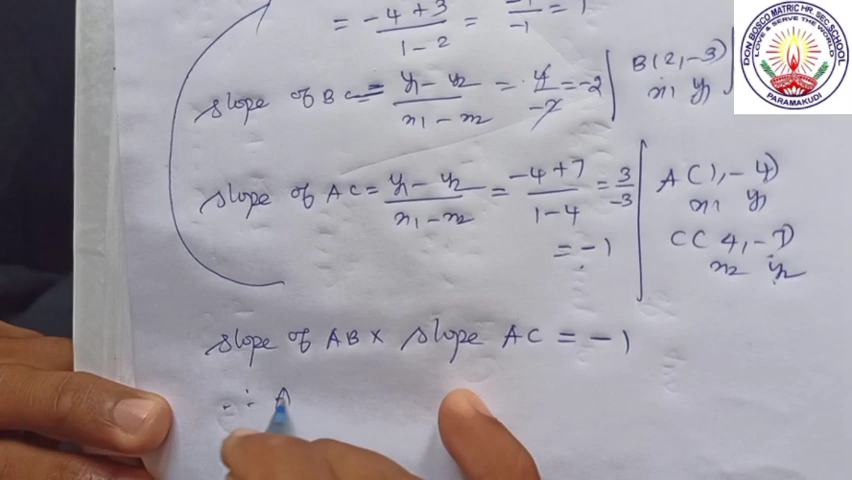 = -4+3 / 1-2 = -1 / -1 = 1
slope of BC = y1 - y2 / x1 - x2 = 4 / -2 = -2 | B(2,-3)
x1 y1
slope of AC = y1 - y2 / x1 - x2 = -4+7 / 1-4 = 3 / -3 | A(1,-4)
x1 y1
= -1 | C(4,-7)
x2 y2
slope of AB × slope AC = -1
∴ A
DON BOSCO MATRIC HR. SEC SCHOOL
LOVE & SERVE THE WORLD
PARAMAKUDI